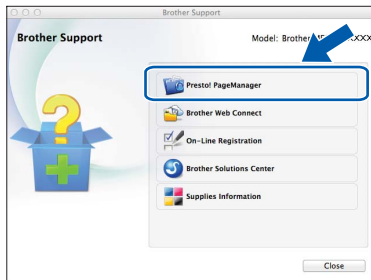 Brother Support
Brother Support
Model: Brother
XXX
Presto! PageManager
Brother Web Connect
On-Line Registration
Brother Solutions Center
Supplies Information
Close